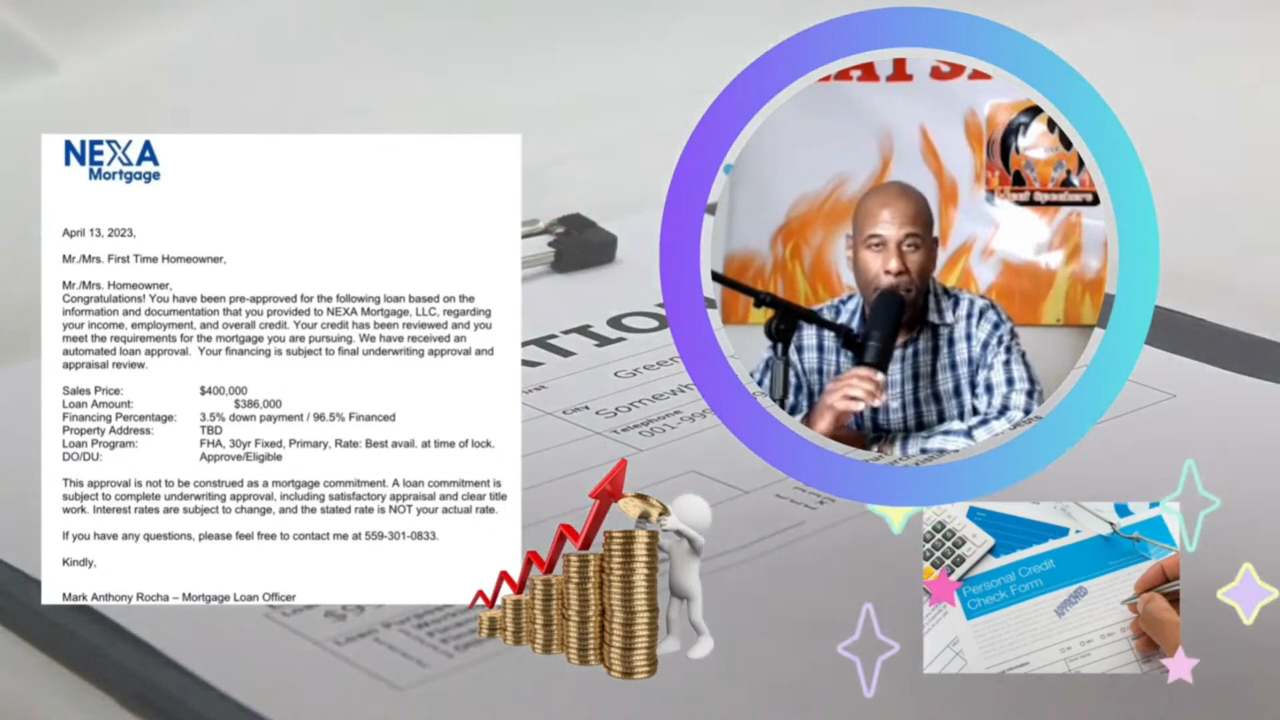 NEXA
Mortgage
April 13, 2023,
Mr./Mrs. First Time Homeowner,
Mr./Mrs. Homeowner,
Congratulations! You have been pre-approved for the following loan based on the
information and documentation that you provided to NEXA Mortgage, LLC, regarding
your income, employment, and overall credit. Your credit has been reviewed and you
meet the requirements for the mortgage you are pursuing. We have received an
automated loan approval. Your financing is subject to final underwriting approval and
appraisal review.
Sales Price: $400,000
Loan Amount: $386,000
Financing Percentage: 3.5% down payment / 96.5% Financed
Property Address: TBD
Loan Program: FHA, 30yr Fixed, Primary, Rate: Best avail. at time of lock.
DO/DU: Approve/Eligible
This approval is not to be construed as a mortgage commitment. A loan commitment is
subject to complete underwriting approval, including satisfactory appraisal and clear title
work. Interest rates are subject to change, and the stated rate is NOT your actual rate.
If you have any questions, please feel free to contact me at 559-301-0833.
Kindly,
Mark Anthony Rocha – Mortgage Loan Officer
City
Telephone
Personal Credit
Check Form
APPROVED